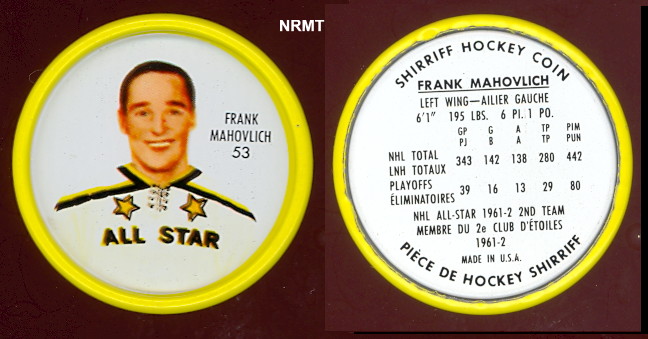 NRMT
FRANK
MAHOVLICH
53
ALL STAR
SHIRRIFF HOCKEY COIN
FRANK MAHOVLICH
LEFT WING—AILIER GAUCHE
6'1" 195 LBS. 6 PI. 1 PO.
GP G A TP PIM
PJ B A TP PUN
NHL TOTAL
LNH TOTAUX 343 142 138 280 442
PLAYOFFS
ÉLIMINATOIRES 39 16 13 29 80
NHL ALL-STAR 1961-2 2ND TEAM
MEMBRE DU 2e CLUB D'ÉTOILES
1961-2
MADE IN U.S.A.
PIÈCE DE HOCKEY SHIRRIFF